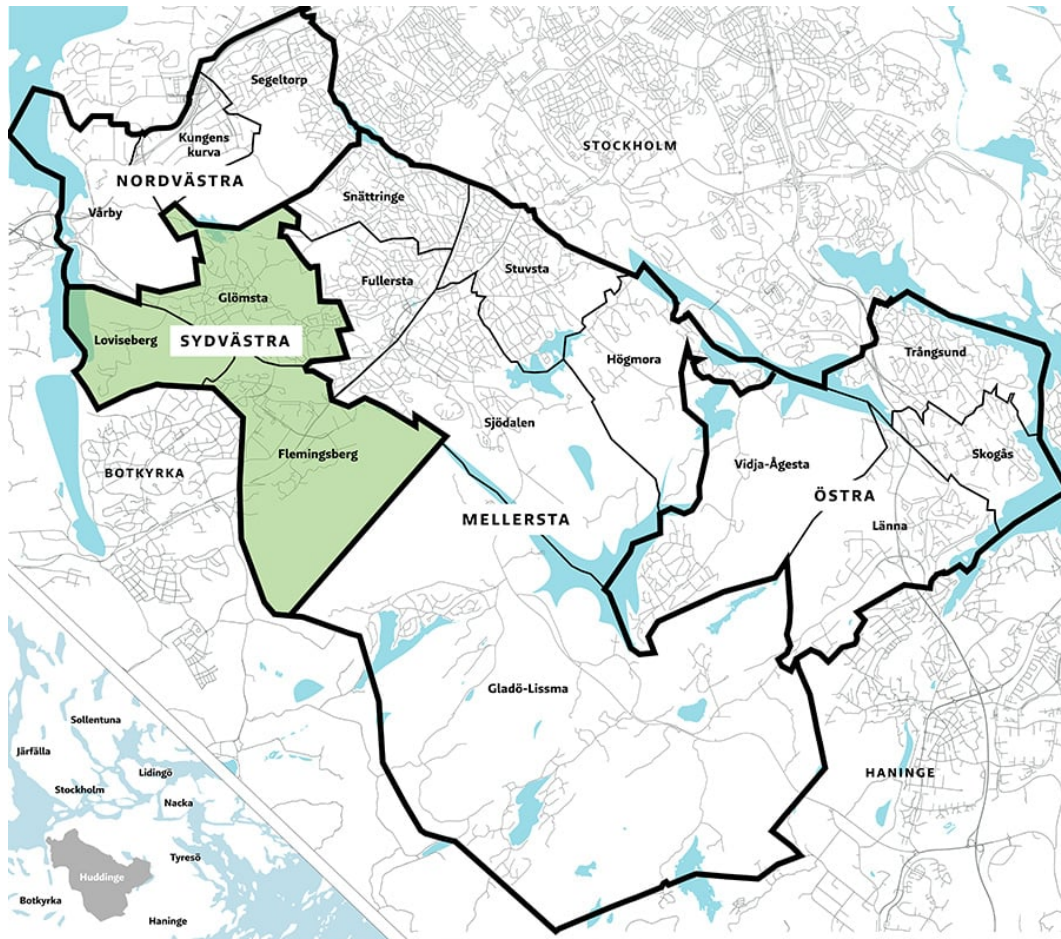 Segeltorp
Kungens
kurva
STOCKHOLM
NORDVÄSTRA
Snättringe
Vårby
Stuvsta
Fullersta
Glömsta
Loviseberg
SYDVÄSTRA
Trångsund
Högmora
Sjödalen
Flemingsberg
Skogås
Vidja-Ågesta
BOTKYRKA
ÖSTRA
MELLERSTA
Länna
Gladö-Lissma
HANINGE
Sollentuna
Järfälla
Lidingö
Stockholm
Nacka
Tyresö
Huddinge
Botkyrka
Haninge